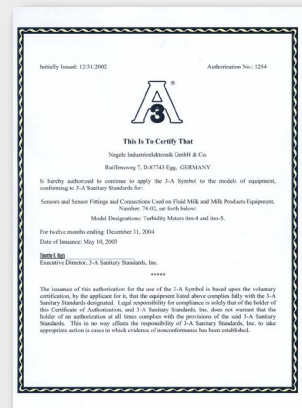 Initially Issued: 12/31/2002 Authorization No.: 1254
A
3
®
This Is To Certify That
Negele Industrieelektronik GmbH & Co.
Raiffeisenweg 7, D-87743 Egg, GERMANY
Is hereby authorized to continue to apply the 3-A Symbol to the models of equipment,
conforming to 3-A Sanitary Standards for:
Sensors and Sensor Fittings and Connections Used on Fluid Milk and Milk Products Equipment,
Number: 74-02, set forth below:
Model Designations: Turbidity Meters itm-4 and itm-5.
For twelve months ending: December 31, 2004
Date of Issuance: May 10, 2003
Timothy R. Rugh
Executive Director, 3-A Sanitary Standards, Inc.
*****
The issuance of this authorization for the use of the 3-A Symbol is based upon the voluntary
certification, by the applicant for it, that the equipment listed above complies fully with the 3-A
Sanitary Standards designated. Legal responsibility for compliance is solely that of the holder of
this Certificate of Authorization, and 3-A Sanitary Standards, Inc. does not warrant that the
holder of an authorization at all times complies with the provisions of the said 3-A Sanitary
Standards. This in no way affects the responsibility of 3-A Sanitary Standards, Inc. to take
appropriate action in cases in which evidence of nonconformance has been established.